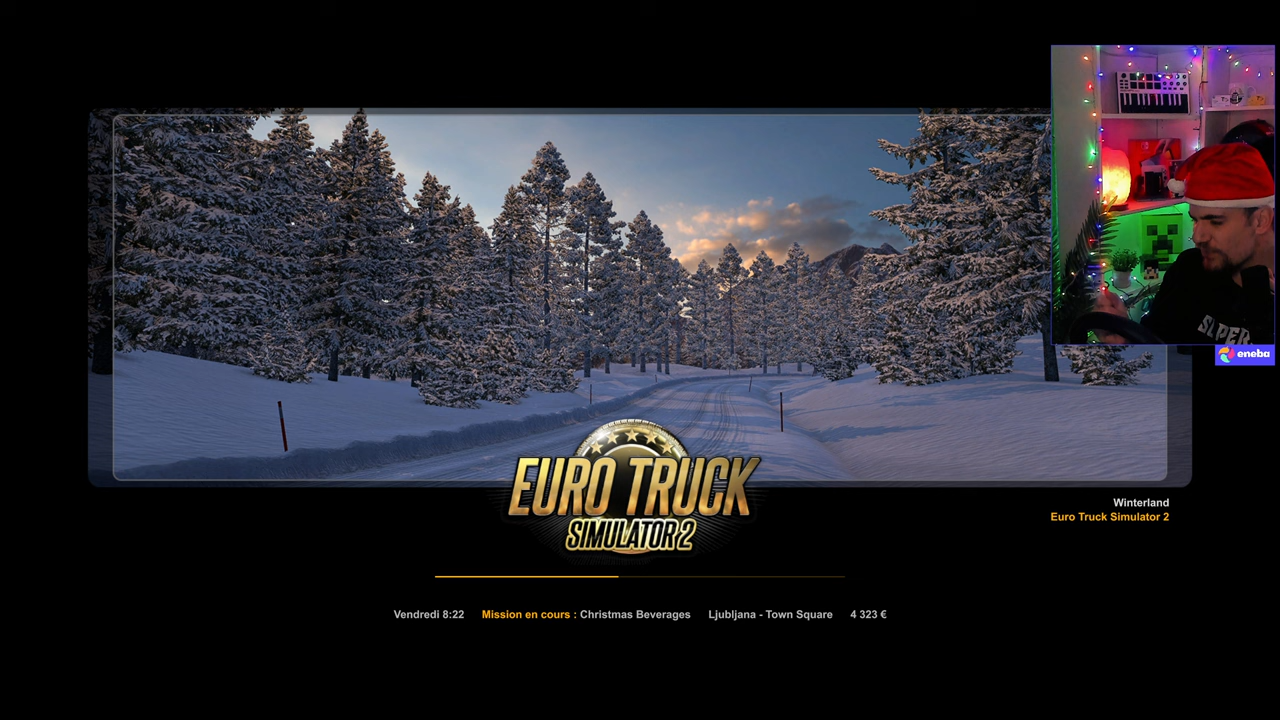 eneba
EURO TRUCK
SIMULATOR 2
Winterland
Euro Truck Simulator 2
Vendredi 8:22 Mission en cours : Christmas Beverages Ljubljana - Town Square 4 323 €